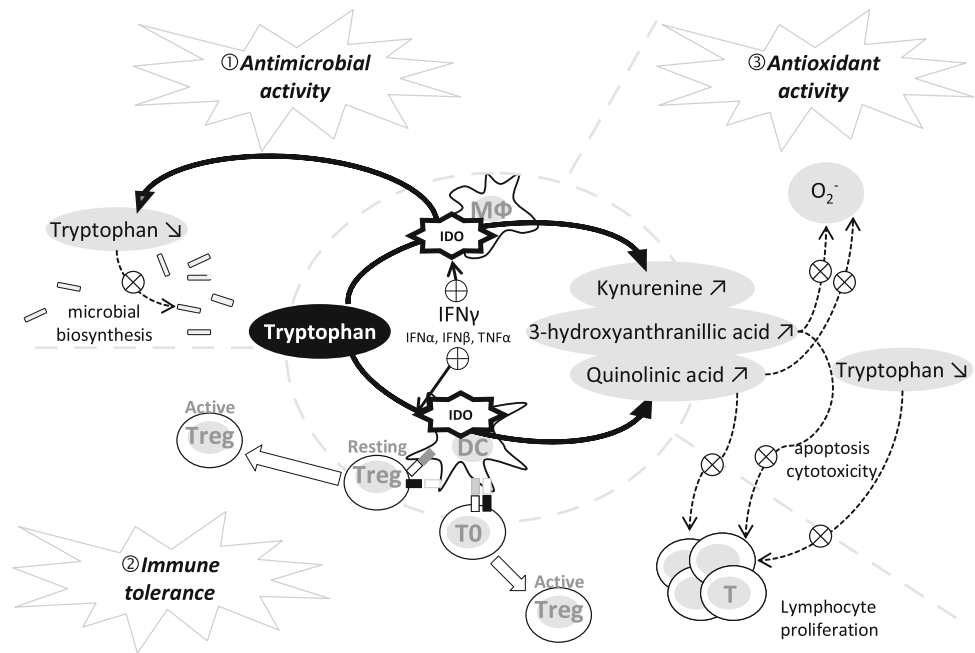 ①Antimicrobial
activity
③Antioxidant
activity
O2-
MΦ
IDO
Tryptophan ↘
microbial
biosynthesis
Kynurenine ↗
IFNγ
IFNα, IFNβ, TNFα
Tryptophan
3-hydroxyanthranillic acid ↗
Quinolinic acid ↗
Tryptophan ↘
IDO
DC
Active
Treg
Resting
Treg
apoptosis
cytotoxicity
T0
②Immune
tolerance
Active
Treg
T
Lymphocyte
proliferation